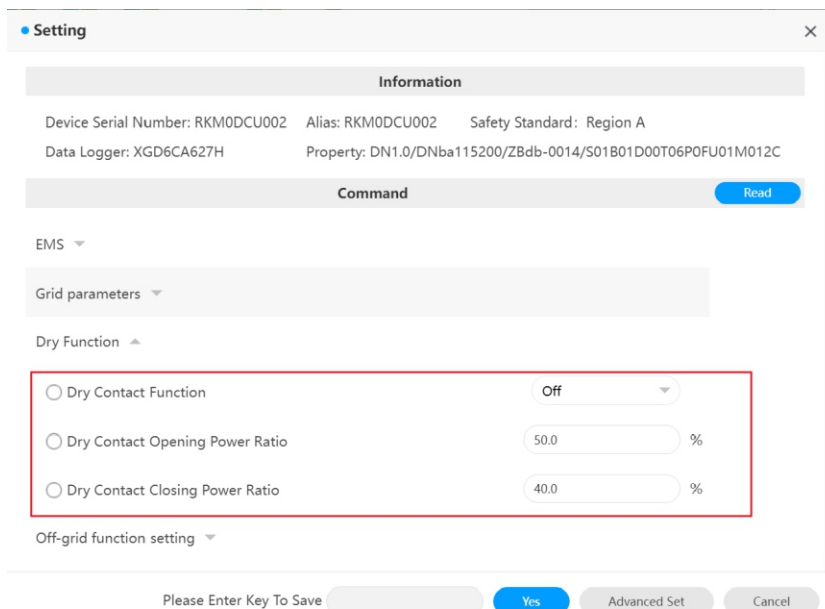 Setting
Information
Device Serial Number: RKM0DCU002 Alias: RKM0DCU002 Safety Standard: Region A
Data Logger: XGD6CA627H Property: DN1.0/DNba115200/ZBdb-0014/S01B01D00T06P0FU01M012C
Command Read
EMS
Grid parameters
Dry Function
Dry Contact Function Off
Dry Contact Opening Power Ratio 50.0 %
Dry Contact Closing Power Ratio 40.0 %
Off-grid function setting
Please Enter Key To Save Yes Advanced Set Cancel